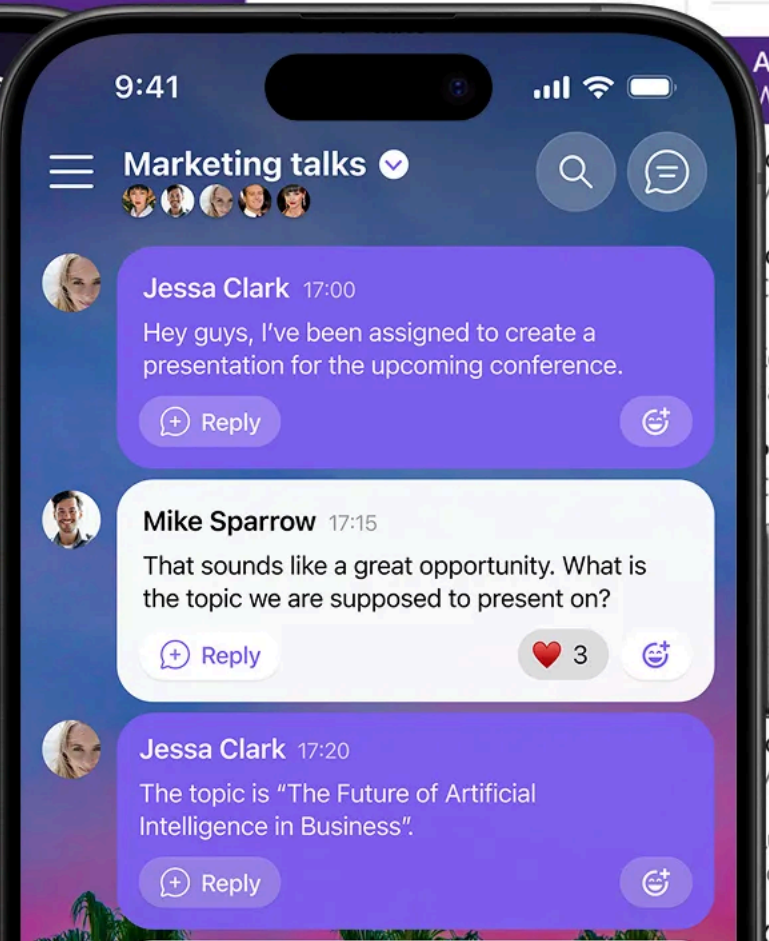 9:41
Marketing talks
Jessa Clark 17:00
Hey guys, I've been assigned to create a
presentation for the upcoming conference.
Reply
Mike Sparrow 17:15
That sounds like a great opportunity. What is
the topic we are supposed to present on?
Reply
3
Jessa Clark 17:20
The topic is “The Future of Artificial
Intelligence in Business”.
Reply